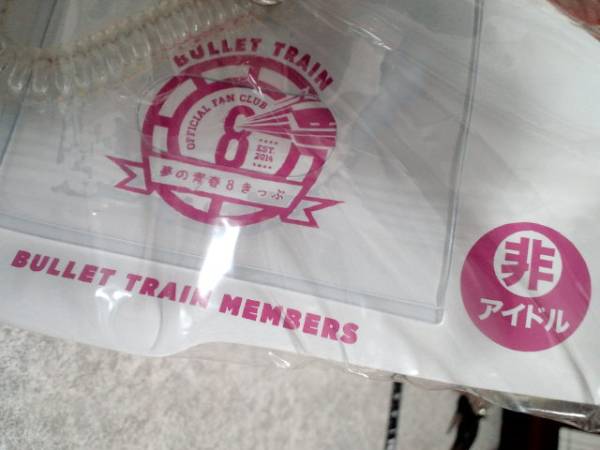 BULLET TRAIN
OFFICIAL FAN CLUB
8
EST.
2014
夢の青春8きっぷ
BULLET TRAIN MEMBERS
非
アイドル